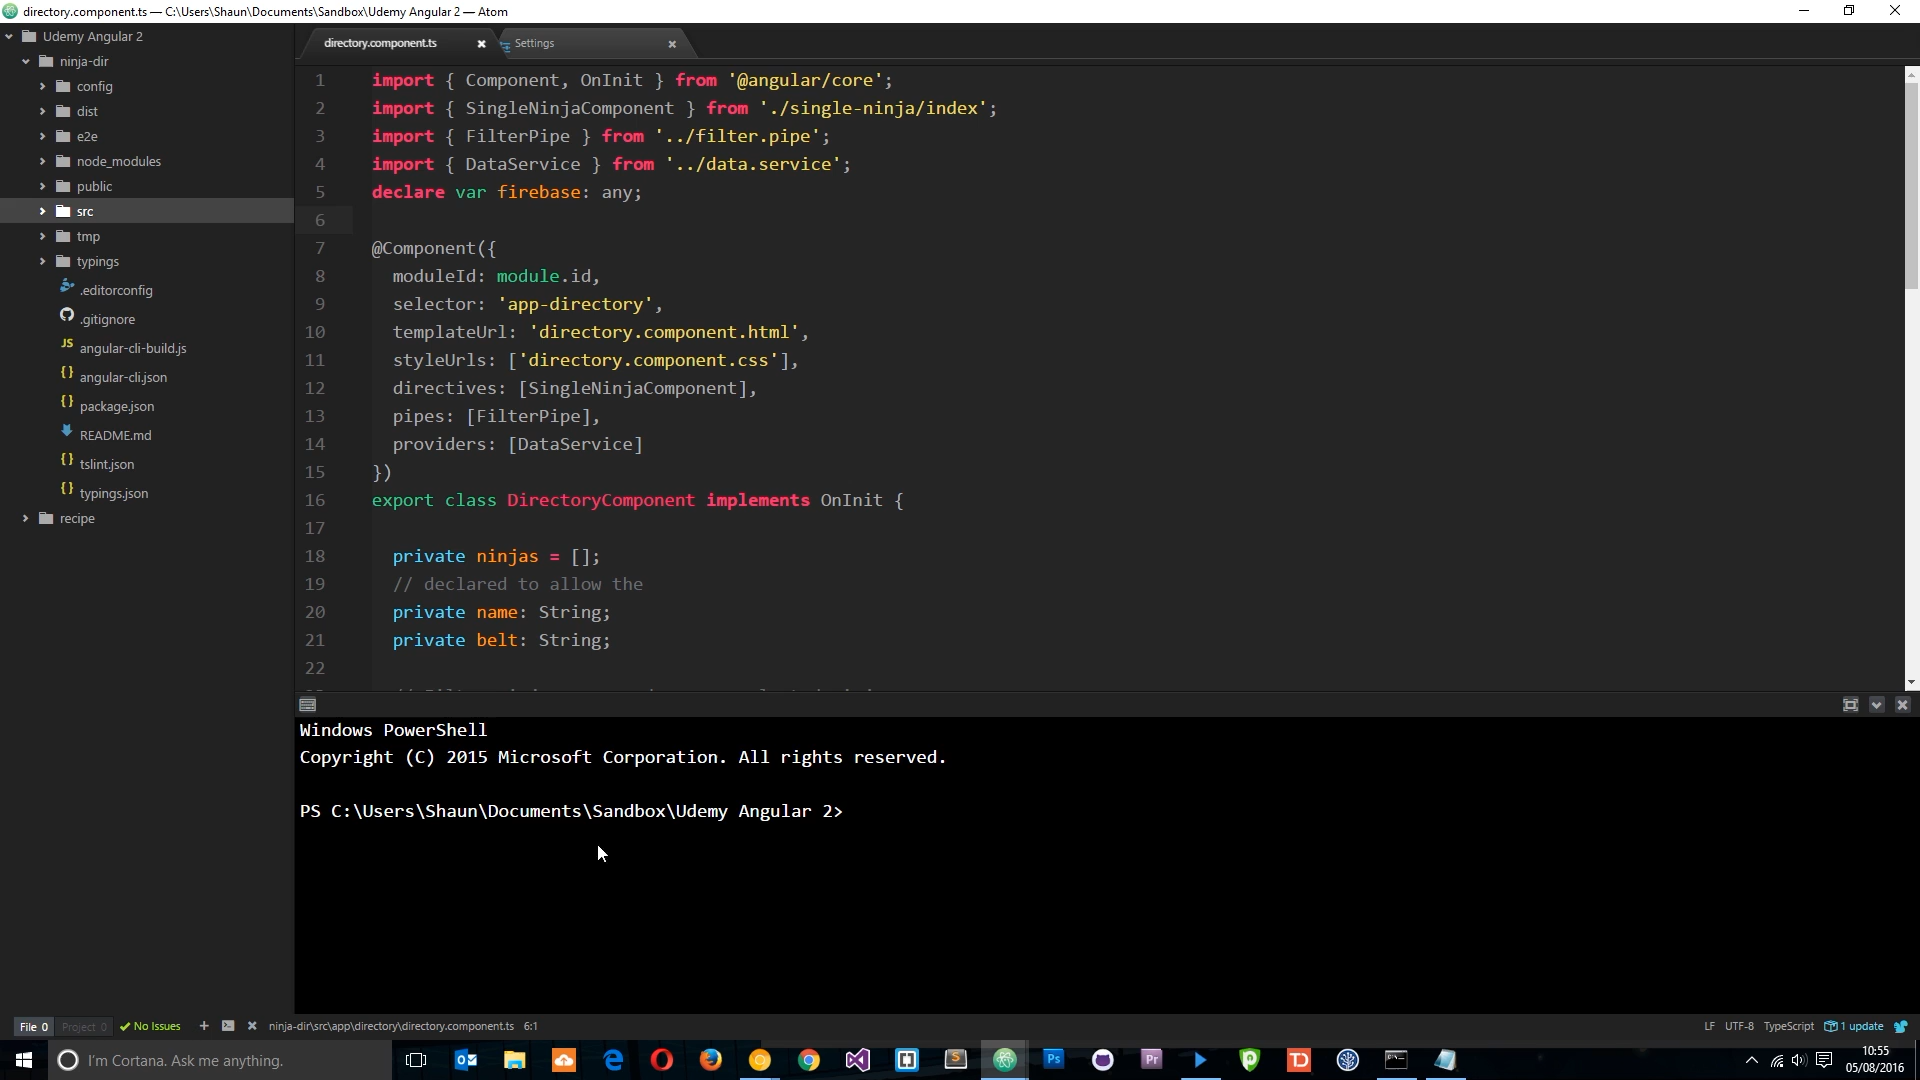 directory.component.ts — C:\Users\Shaun\Documents\Sandbox\Udemy Angular 2 — Atom
Udemy Angular 2
ninja-dir
config
dist
e2e
node_modules
public
src
tmp
typings
.editorconfig
.gitignore
JS angular-cli-build.js
{} angular-cli.json
{} package.json
README.md
{} tslint.json
{} typings.json
recipe
directory.component.ts
Settings
1 import { Component, OnInit } from '@angular/core';
2 import { SingleNinjaComponent } from './single-ninja/index';
3 import { FilterPipe } from '../filter.pipe';
4 import { DataService } from '../data.service';
5 declare var firebase: any;
6
7 @Component({
8 moduleId: module.id,
9 selector: 'app-directory',
10 templateUrl: 'directory.component.html',
11 styleUrls: ['directory.component.css'],
12 directives: [SingleNinjaComponent],
13 pipes: [FilterPipe],
14 providers: [DataService]
15 })
16 export class DirectoryComponent implements OnInit {
17
18 private ninjas = [];
19 // declared to allow the
20 private name: String;
21 private belt: String;
22
Windows PowerShell
Copyright (C) 2015 Microsoft Corporation. All rights reserved.
PS C:\Users\Shaun\Documents\Sandbox\Udemy Angular 2>
File 0 Project 0 No Issues ninja-dir\src\app\directory\directory.component.ts 6:1
LF UTF-8 TypeScript 1 update
I'm Cortana. Ask me anything.
Ps
Pr
TD
10:55
05/08/2016